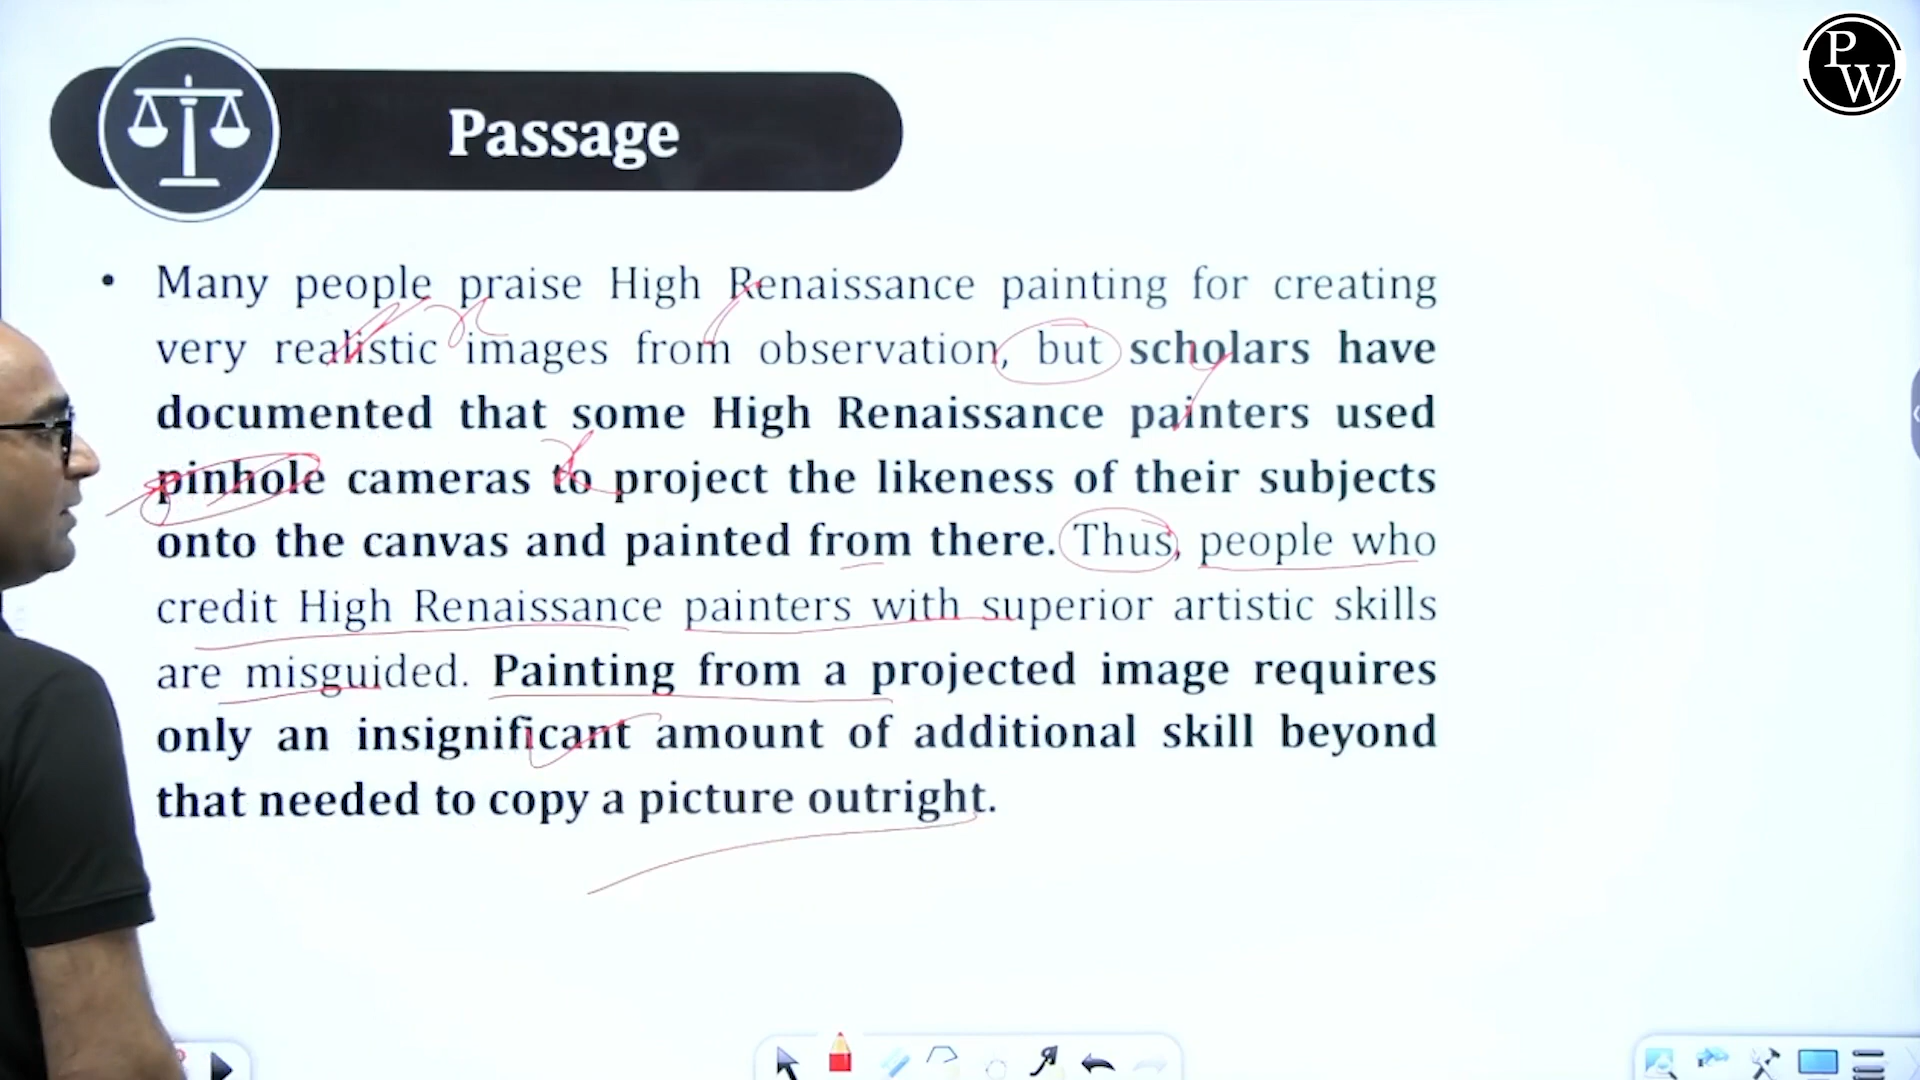 PW
Passage
• Many people praise High Renaissance painting for creating
very realistic images from observation, but scholars have
documented that some High Renaissance painters used
pinhole cameras to project the likeness of their subjects
onto the canvas and painted from there. Thus, people who
credit High Renaissance painters with superior artistic skills
are misguided. Painting from a projected image requires
only an insignificant amount of additional skill beyond
that needed to copy a picture outright.